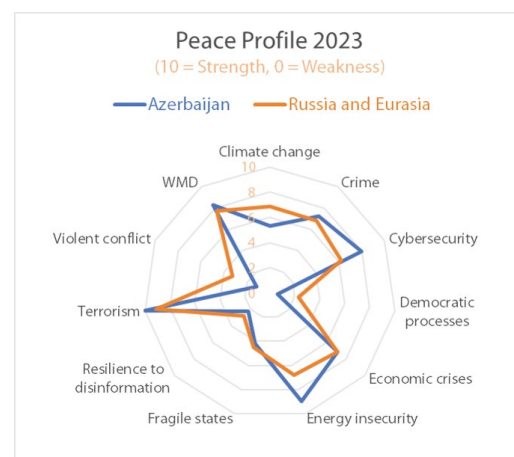 Peace Profile 2023
(10 = Strength, 0 = Weakness)
Azerbaijan
Russia and Eurasia
Climate change
10
8
6
4
2
0
Crime
Cybersecurity
Democratic
processes
Economic crises
Energy insecurity
Fragile states
Resilience to
disinformation
Terrorism
Violent conflict
WMD